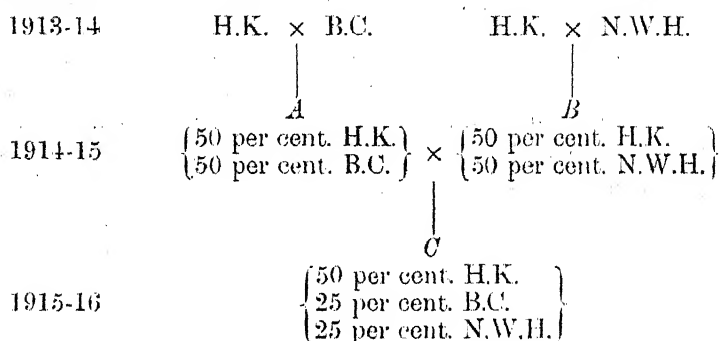 1913-14 H.K. × B.C. H.K. × N.W.H.
A B
1914-15 {50 per cent. H.K.} × {50 per cent. H.K.}
{50 per cent. B.C.} {50 per cent. N.W.H.}
C
{50 per cent. H.K.}
1915-16 {25 per cent. B.C.}
{25 per cent. N.W.H.}